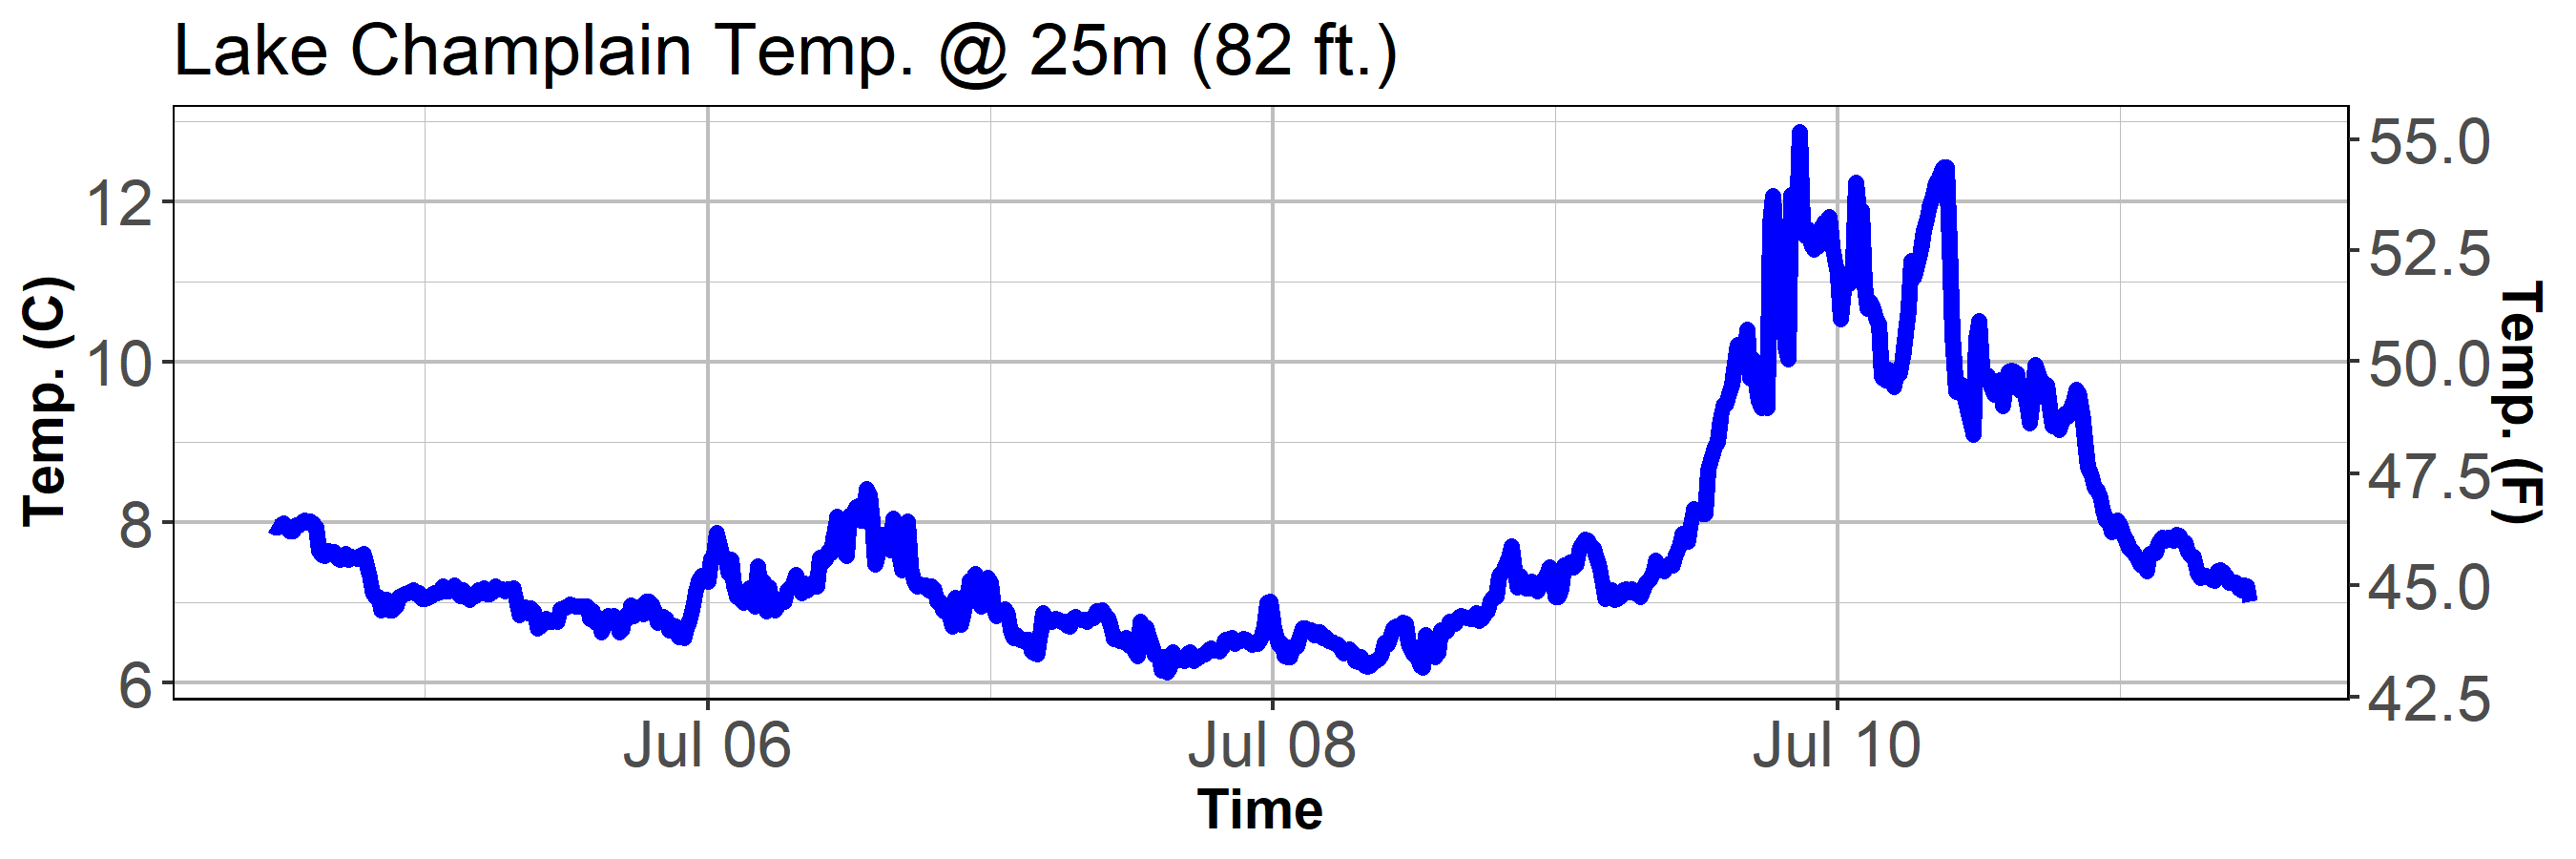 Lake Champlain Temp. @ 25m (82 ft.)
Temp. (C)
12
10
8
6
55.0
52.5
50.0
47.5
45.0
42.5
Temp. (F)
Jul 06 Jul 08 Jul 10
Time